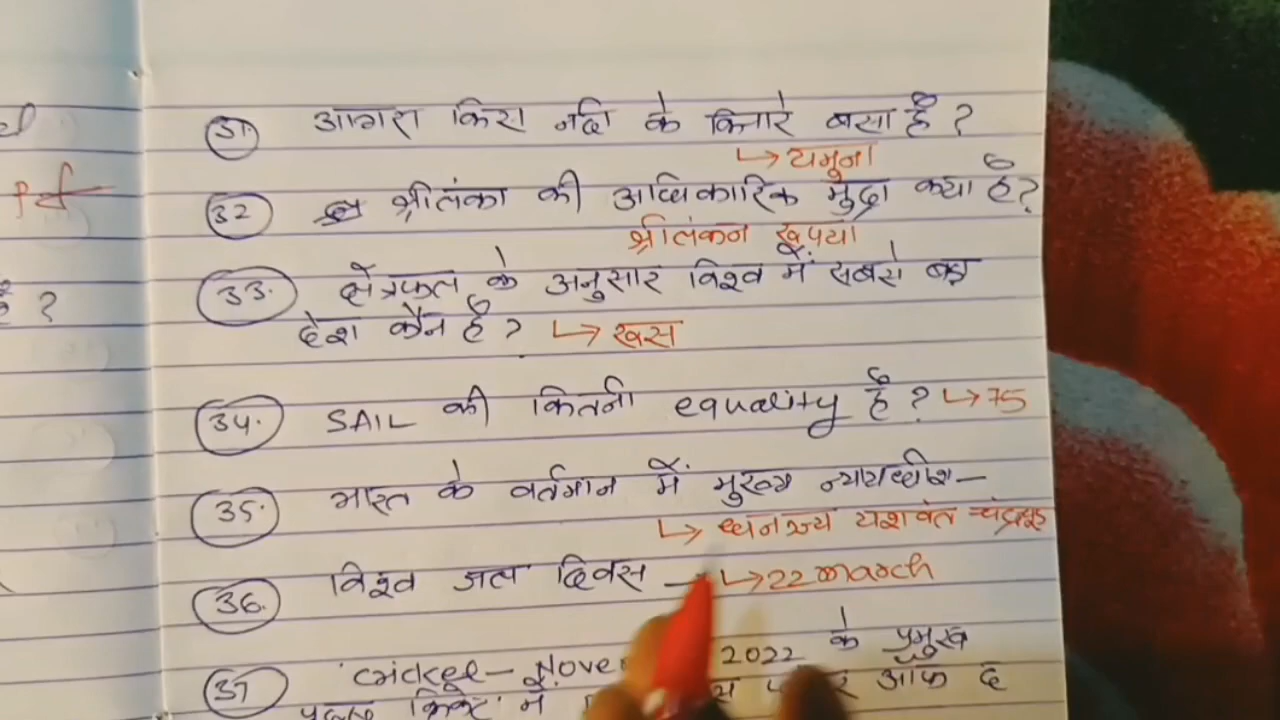 31. आगरा किस नदि के किनारे बसा है ?
↳ यमुना
32 श्रीलंका की आधिकारिक मुद्रा क्या है?
श्रीलंकन रूपया
33. क्षेत्रफल के अनुसार विश्व में सबसे बड़ा
देश कौन है ? ↳ रूस
34. SAIL की कितनी equality है ? ↳ 75
35. भारत के वर्तमान में मुख्य न्यायधीश -
↳ धनञ्जय यशवंत चंद्रचूड़
36. विश्व जल दिवस - ↳ 22 march
37 2022 के प्रमुख
में ऑफ द